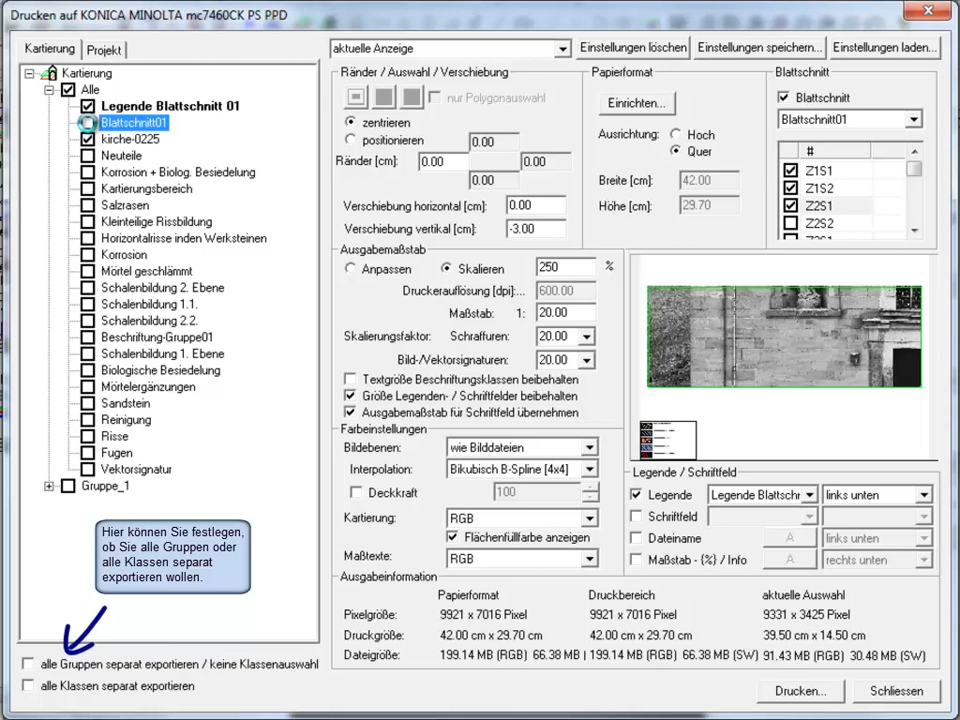 Drucken auf KONICA MINOLTA mc7460CK PS PPD
Kartierung
Projekt
Kartierung
Alle
Legende Blattschnitt 01
Blattschnitt01
kirche-0225
Neuteile
Korrosion + Biolog. Besiedelung
Kartierungsbereich
Salzrasen
Kleinteilige Rissbildung
Horizontalrisse inden Werksteinen
Korrosion
Mörtel geschlämmt
Schalenbildung 2. Ebene
Schalenbildung 1.1.
Schalenbildung 2.2.
Beschriftung-Gruppe01
Schalenbildung 1. Ebene
Biologische Besiedelung
Mörtelergänzungen
Sandstein
Reinigung
Risse
Fugen
Vektorsignatur
Gruppe_1
Hier können Sie festlegen,
ob Sie alle Gruppen oder
alle Klassen separat
exportieren wollen.
alle Gruppen separat exportieren / keine Klassenauswahl
alle Klassen separat exportieren
aktuelle Anzeige
Einstellungen löschen
Einstellungen speichern...
Einstellungen laden...
Ränder / Auswahl / Verschiebung
nur Polygonauswahl
zentrieren
positionieren
0.00
Ränder [cm]: 0.00 0.00
0.00
Verschiebung horizontal [cm]: 0.00
Verschiebung vertikal [cm]: -3.00
Papierformat
Einrichten...
Ausrichtung: Hoch
Quer
Breite [cm]: 42.00
Höhe [cm]: 29.70
Blattschnitt
Blattschnitt
Blattschnitt01
#
Z1S1
Z1S2
Z2S1
Z2S2
Ausgabemaßstab
Anpassen Skalieren 250 %
Druckerauflösung [dpi]:... 600.00
Maßstab: 1: 20.00
Skalierungsfaktor: Schraffuren: 20.00
Bild-/Vektorsignaturen: 20.00
Textgröße Beschriftungsklassen beibehalten
Größe Legenden- / Schriftfelder beibehalten
Ausgabemaßstab für Schriftfeld übernehmen
Farbeinstellungen
Bildebenen: wie Bilddateien
Interpolation: Bikubisch B-Spline [4x4]
Deckkraft 100
Kartierung: RGB
Flächenfüllfarbe anzeigen
Maßtexte: RGB
Legende / Schriftfeld
Legende Legende Blattschr links unten
Schriftfeld
Dateiname A links unten
Maßstab - {%} / Info A rechts unten
Ausgabeinformation
Papierformat Druckbereich aktuelle Auswahl
Pixelgröße: 9921 x 7016 Pixel 9921 x 7016 Pixel 9331 x 3425 Pixel
Druckgröße: 42.00 cm x 29.70 cm 42.00 cm x 29.70 cm 39.50 cm x 14.50 cm
Dateigröße: 199.14 MB (RGB) 66.38 MB | 199.14 MB (RGB) 66.38 MB (SW) 91.43 MB (RGB) 30.48 MB (SW)
Drucken...
Schliessen